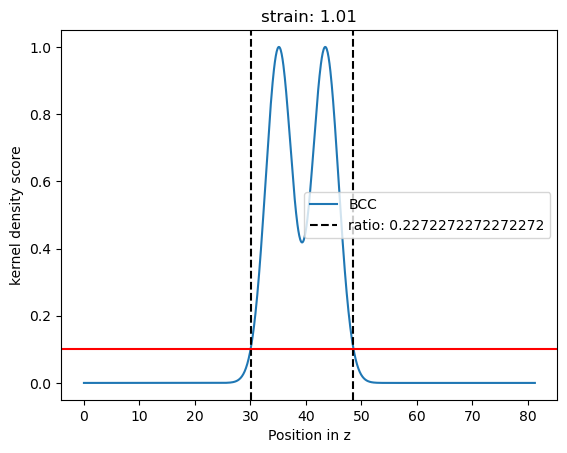 strain: 1.01
1.0
0.8
0.6
0.4
0.2
0.0
kernel density score
BCC
ratio: 0.2272272272272272
0 10 20 30 40 50 60 70 80
Position in z